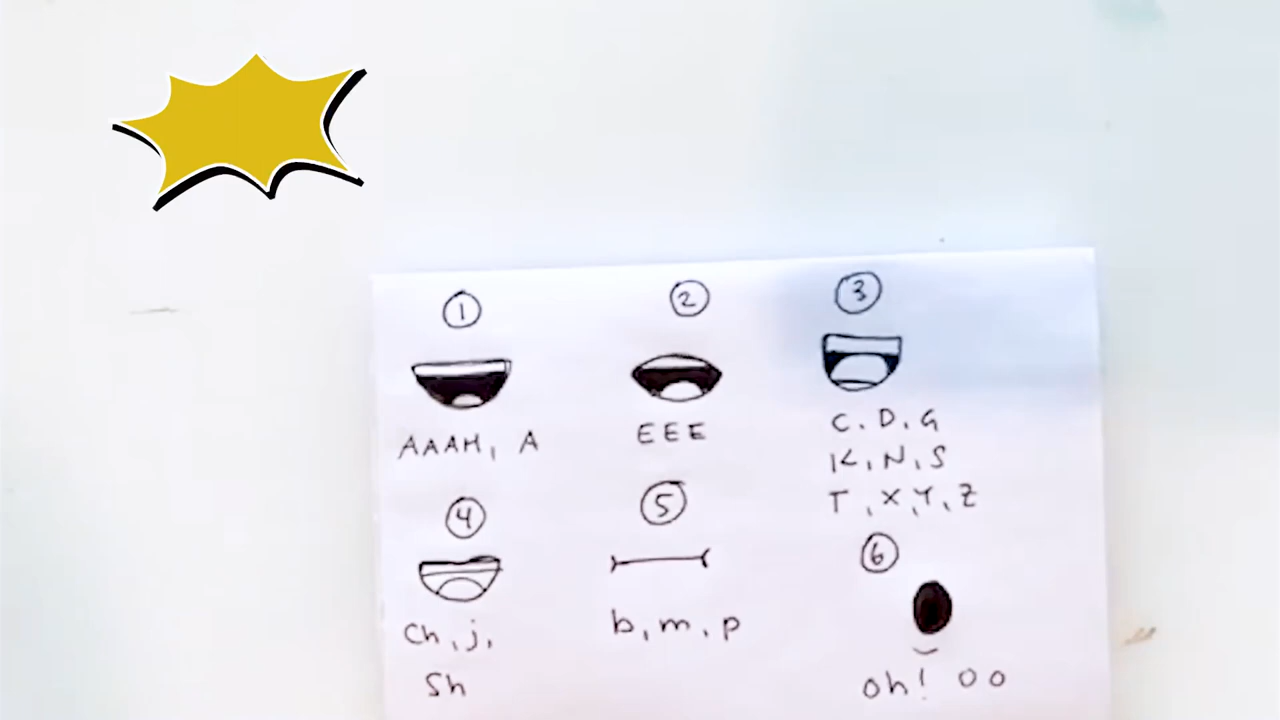 1
AAAH, A
2
EEE
3
C, D, G
K, N, S
T, X, Y, Z
4
Ch, j,
Sh
5
b, m, p
6
oh! oo